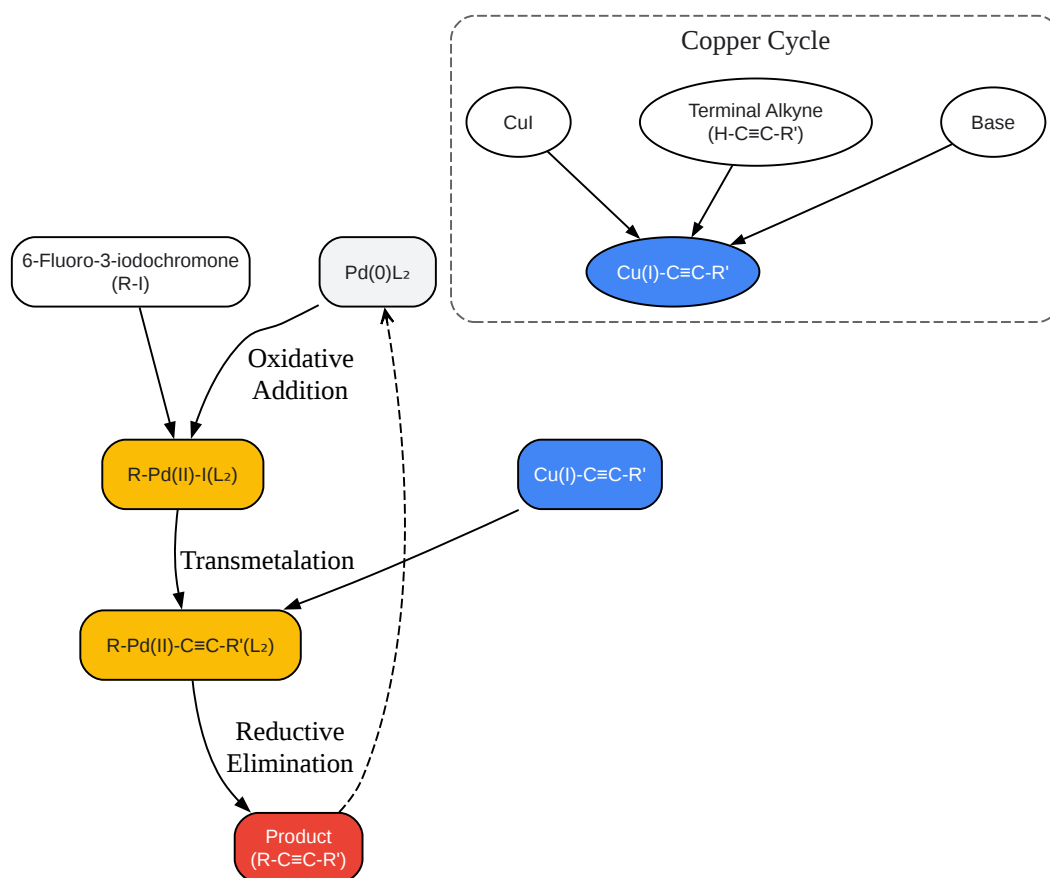 Copper Cycle
CuI
Terminal Alkyne
(H-C≡C-R')
Base
Cu(I)-C≡C-R'
6-Fluoro-3-iodochromone
(R-I)
Pd(0)L₂
Oxidative
Addition
R-Pd(II)-I(L₂)
Cu(I)-C≡C-R'
Transmetalation
R-Pd(II)-C≡C-R'(L₂)
Reductive
Elimination
Product
(R-C≡C-R')